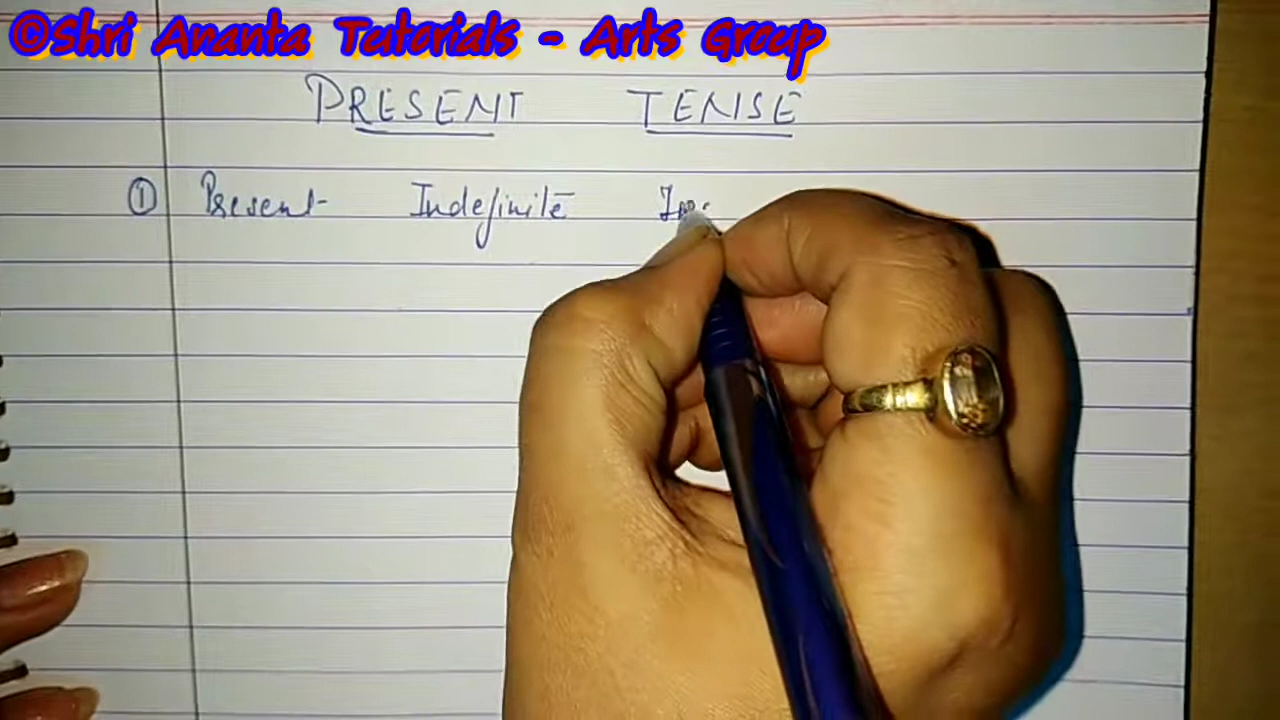 ©Shri Ananta Tutorials - Arts Group
PRESENT TENSE
① Present Indefinite